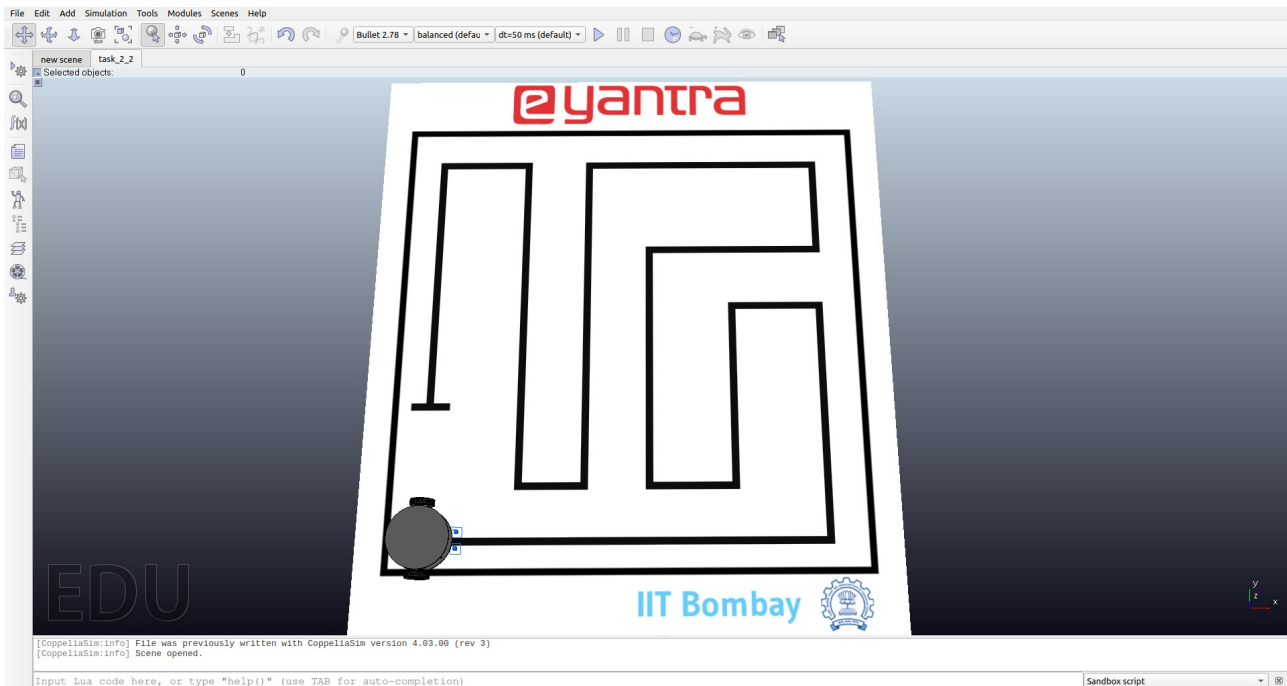 File Edit Add Simulation Tools Modules Scenes Help
Bullet 2.78 balanced (defau dt=50 ms (default)
new scene task_2_2
Selected objects: 0
f(x)
eyantra
EDU
IIT Bombay
y
z
x
[CoppeliaSim:info] File was previously written with CoppeliaSim version 4.03.00 (rev 3)
[CoppeliaSim:info] Scene opened.
Input Lua code here, or type "help()" (use TAB for auto-completion) Sandbox script